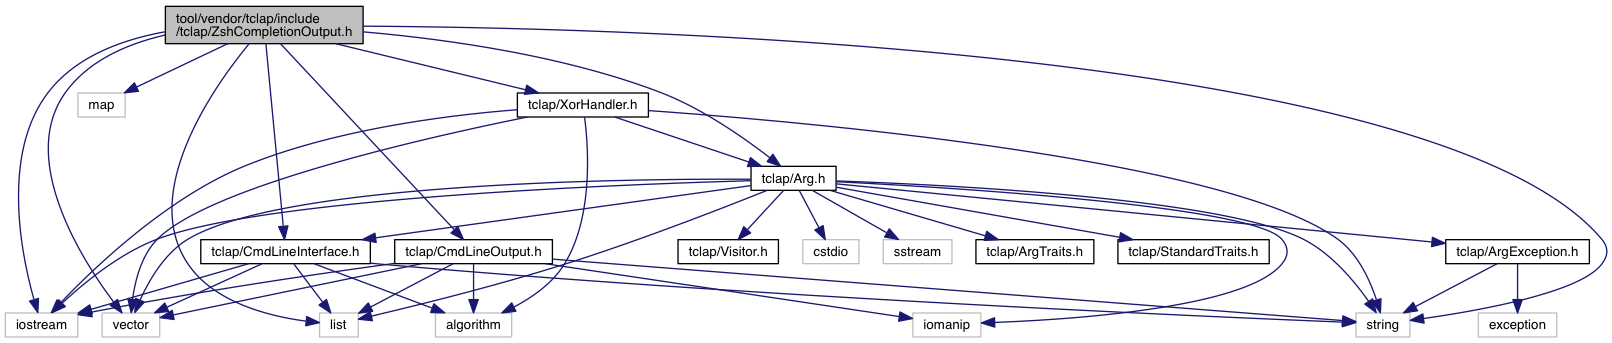 tool/vendor/tclap/include
/tclap/ZshCompletionOutput.h
map
tclap/XorHandler.h
tclap/Arg.h
tclap/CmdLineInterface.h
tclap/CmdLineOutput.h
tclap/Visitor.h
cstdio
sstream
tclap/ArgTraits.h
tclap/StandardTraits.h
tclap/ArgException.h
iostream
vector
list
algorithm
iomanip
string
exception